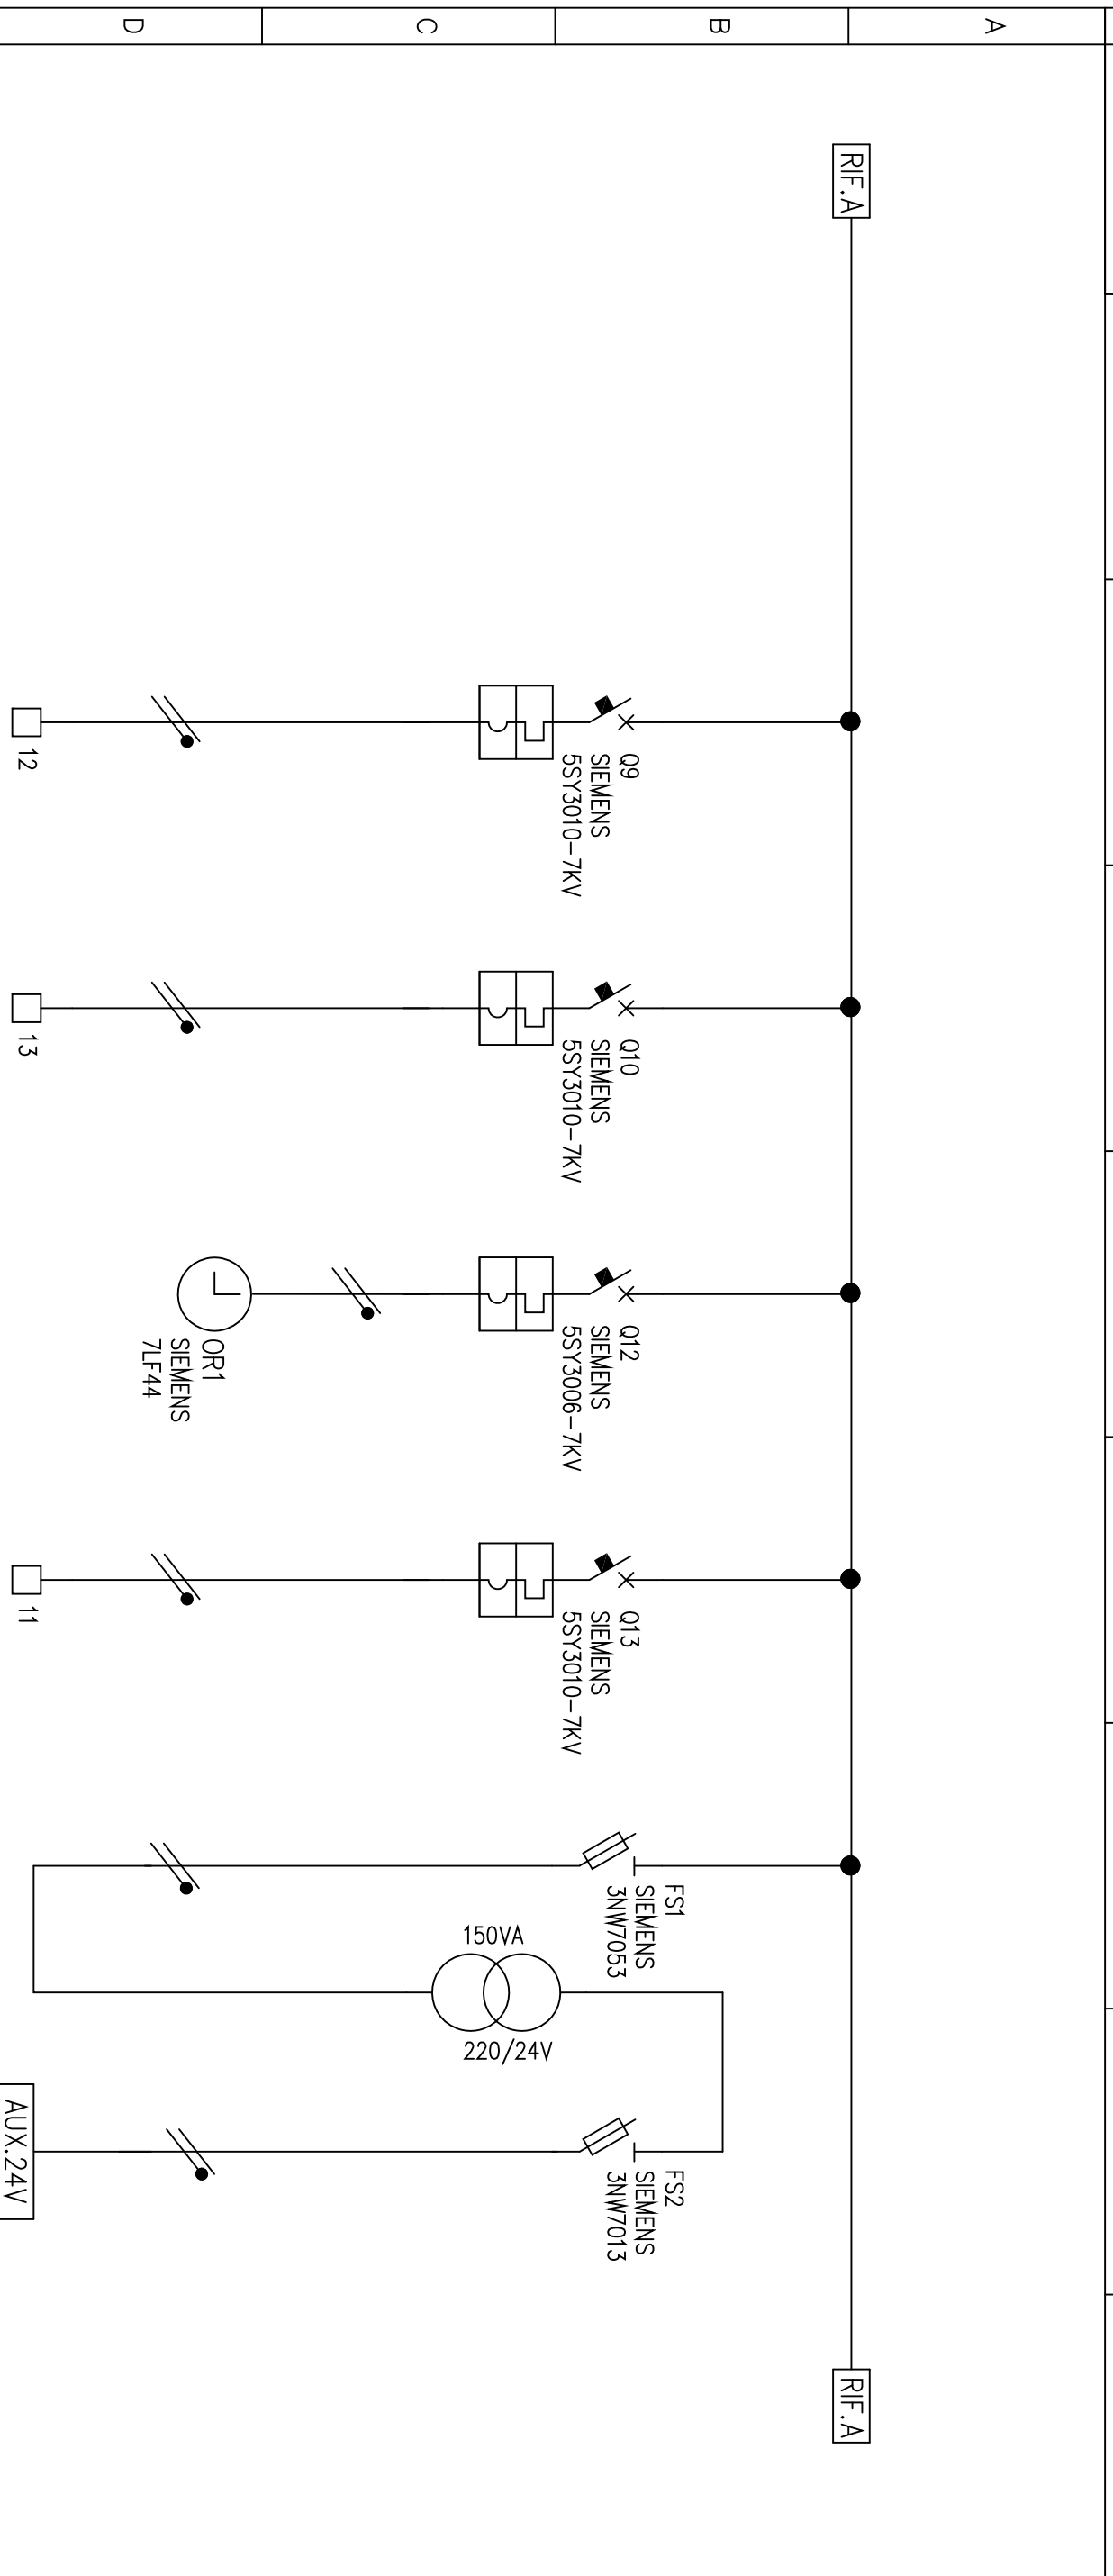 A
B
C
D
RIF.A
RIF.A
Q9
SIEMENS
5SY3010-7KV
Q10
SIEMENS
5SY3010-7KV
Q12
SIEMENS
5SY3006-7KV
Q13
SIEMENS
5SY3010-7KV
FS1
SIEMENS
3NW7053
FS2
SIEMENS
3NW7013
150VA
220/24V
OR1
SIEMENS
7LF44
12
13
11
AUX.24V